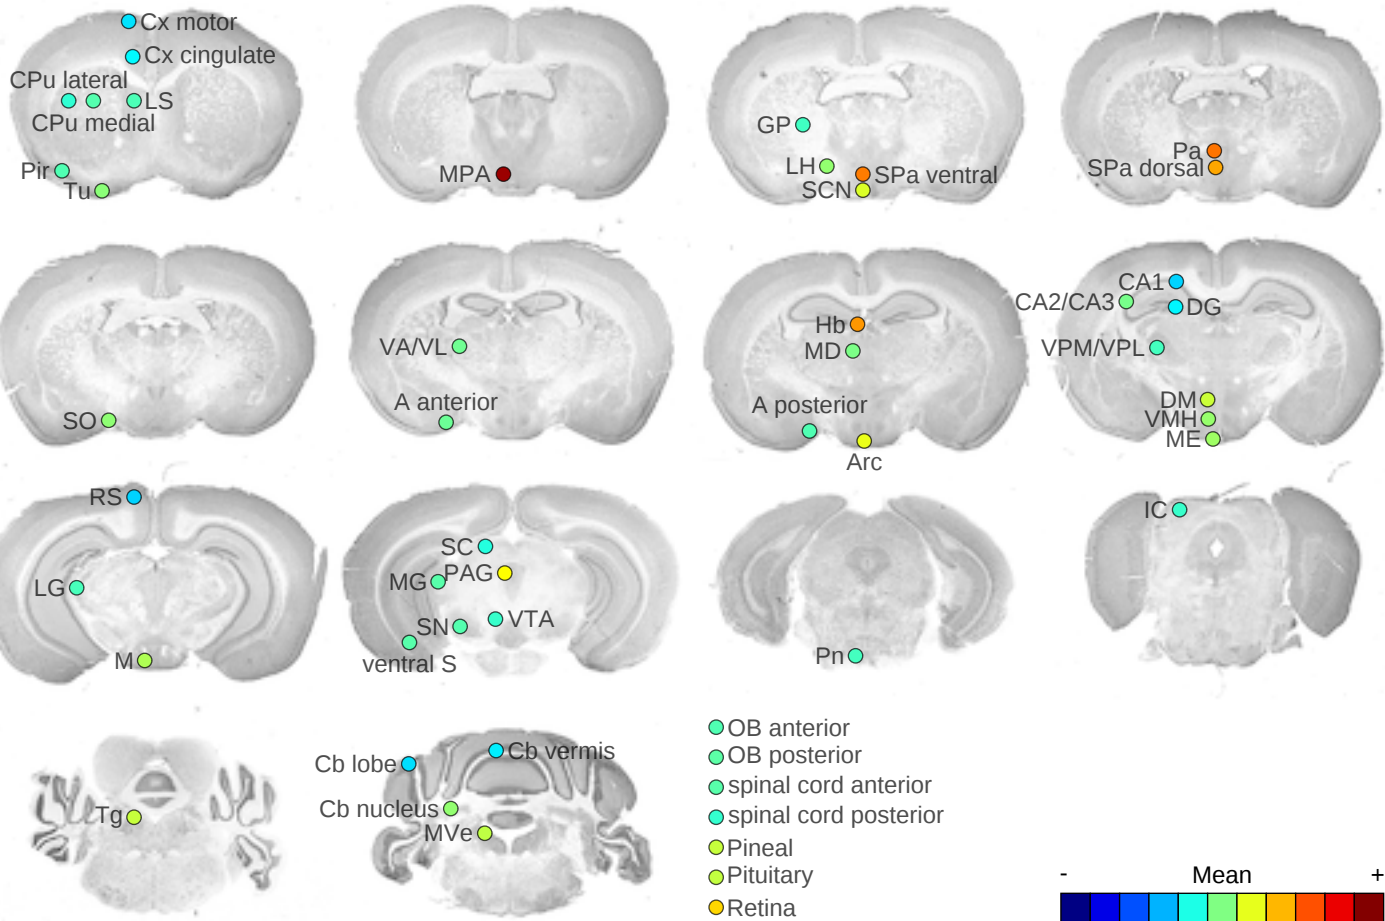 Cx motor
Cx cingulate
CPu lateral
LS
CPu medial
Pir
Tu
MPA
GP
LH
SPa ventral
SCN
Pa
SPa dorsal
SO
VA/VL
A anterior
Hb
MD
A posterior
Arc
CA1
CA2/CA3
DG
VPM/VPL
DM
VMH
ME
RS
LG
M
SC
MG
PAG
SN
VTA
ventral S
Pn
IC
Tg
Cb lobe
Cb vermis
Cb nucleus
MVe
OB anterior
OB posterior
spinal cord anterior
spinal cord posterior
Pineal
Pituitary
Retina
- Mean +